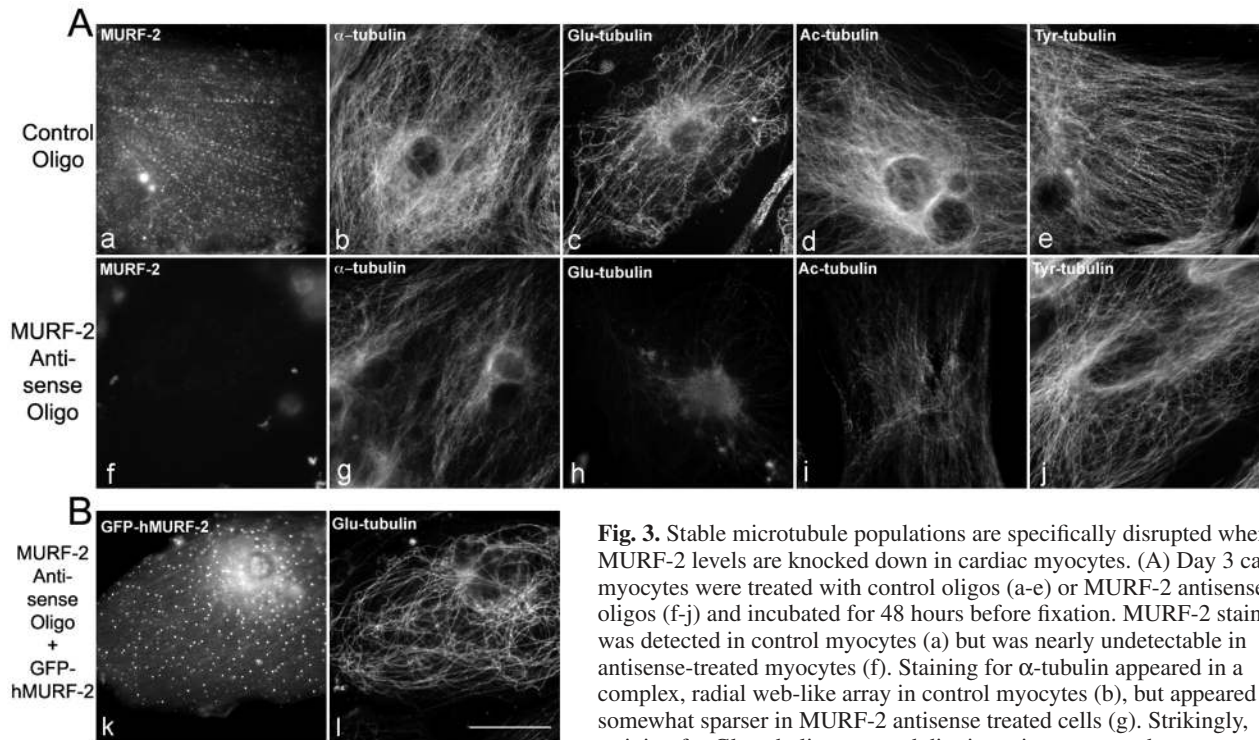 A
MURF-2
α-tubulin
Glu-tubulin
Ac-tubulin
Tyr-tubulin
Control
Oligo
a
b
c
d
e
MURF-2
α-tubulin
Glu-tubulin
Ac-tubulin
Tyr-tubulin
MURF-2
Anti-
sense
Oligo
f
g
h
i
j
B
GFP-hMURF-2
Glu-tubulin
MURF-2
Anti-
sense
Oligo
+
GFP-
hMURF-2
k
l
Fig. 3. Stable microtubule populations are specifically disrupted whe
MURF-2 levels are knocked down in cardiac myocytes. (A) Day 3 ca
myocytes were treated with control oligos (a-e) or MURF-2 antisense
oligos (f-j) and incubated for 48 hours before fixation. MURF-2 stain
was detected in control myocytes (a) but was nearly undetectable in
antisense-treated myocytes (f). Staining for α-tubulin appeared in a
complex, radial web-like array in control myocytes (b), but appeared
somewhat sparser in MURF-2 antisense treated cells (g). Strikingly,